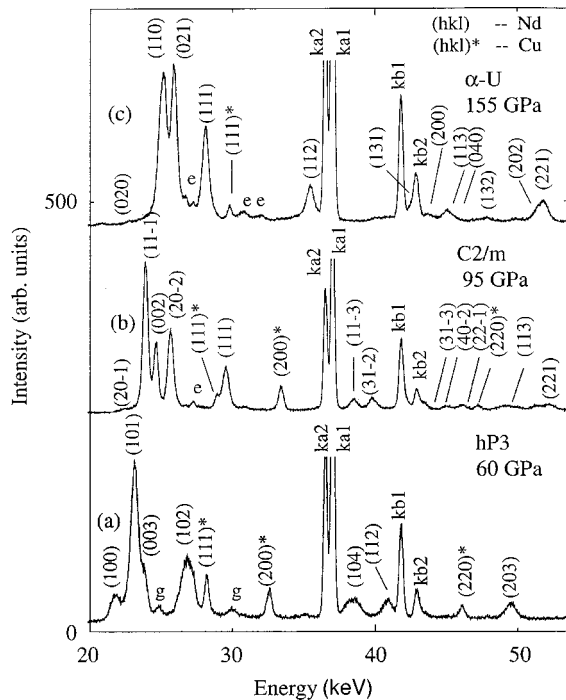 (hkl) -- Nd
(hkl)* -- Cu
α-U
155 GPa
(c)
(020)
(110)
(021)
e
(111)
(111)*
e e
(112)
ka2
ka1
(131)
kb1
kb2
(200)
(113)
(040)
(132)
(202)
(221)
500
C2/m
95 GPa
(b)
(20-1)
(11-1)
(002)
(20-2)
e
(111)*
(111)
(200)*
ka2
ka1
(11-3)
(31-2)
kb1
kb2
(31-3)
(40-2)
(22-1)
(220)*
(113)
(221)
hP3
60 GPa
(a)
(100)
(101)
(003)
g
(102)
(111)*
g
(200)*
ka2
ka1
(104)
(112)
kb1
kb2
(220)*
(203)
0
20 30 40 50
Energy (keV)
Intensity (arb. units)